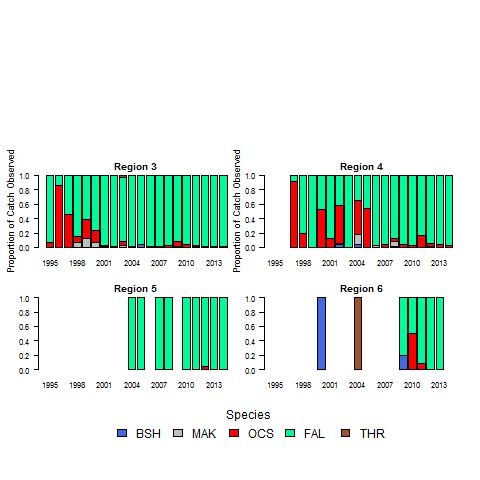 Region 3
Region 4
Proportion of Catch Observed
1.0
0.8
0.6
0.4
0.2
0.0
1995 1998 2001 2004 2007 2010 2013
Proportion of Catch Observed
1.0
0.8
0.6
0.4
0.2
0.0
1995 1998 2001 2004 2007 2010 2013
Region 5
Region 6
1.0
0.8
0.6
0.4
0.2
0.0
1995 1998 2001 2004 2007 2010 2013
1.0
0.8
0.6
0.4
0.2
0.0
1995 1998 2001 2004 2007 2010 2013
Species
BSH MAK OCS FAL THR